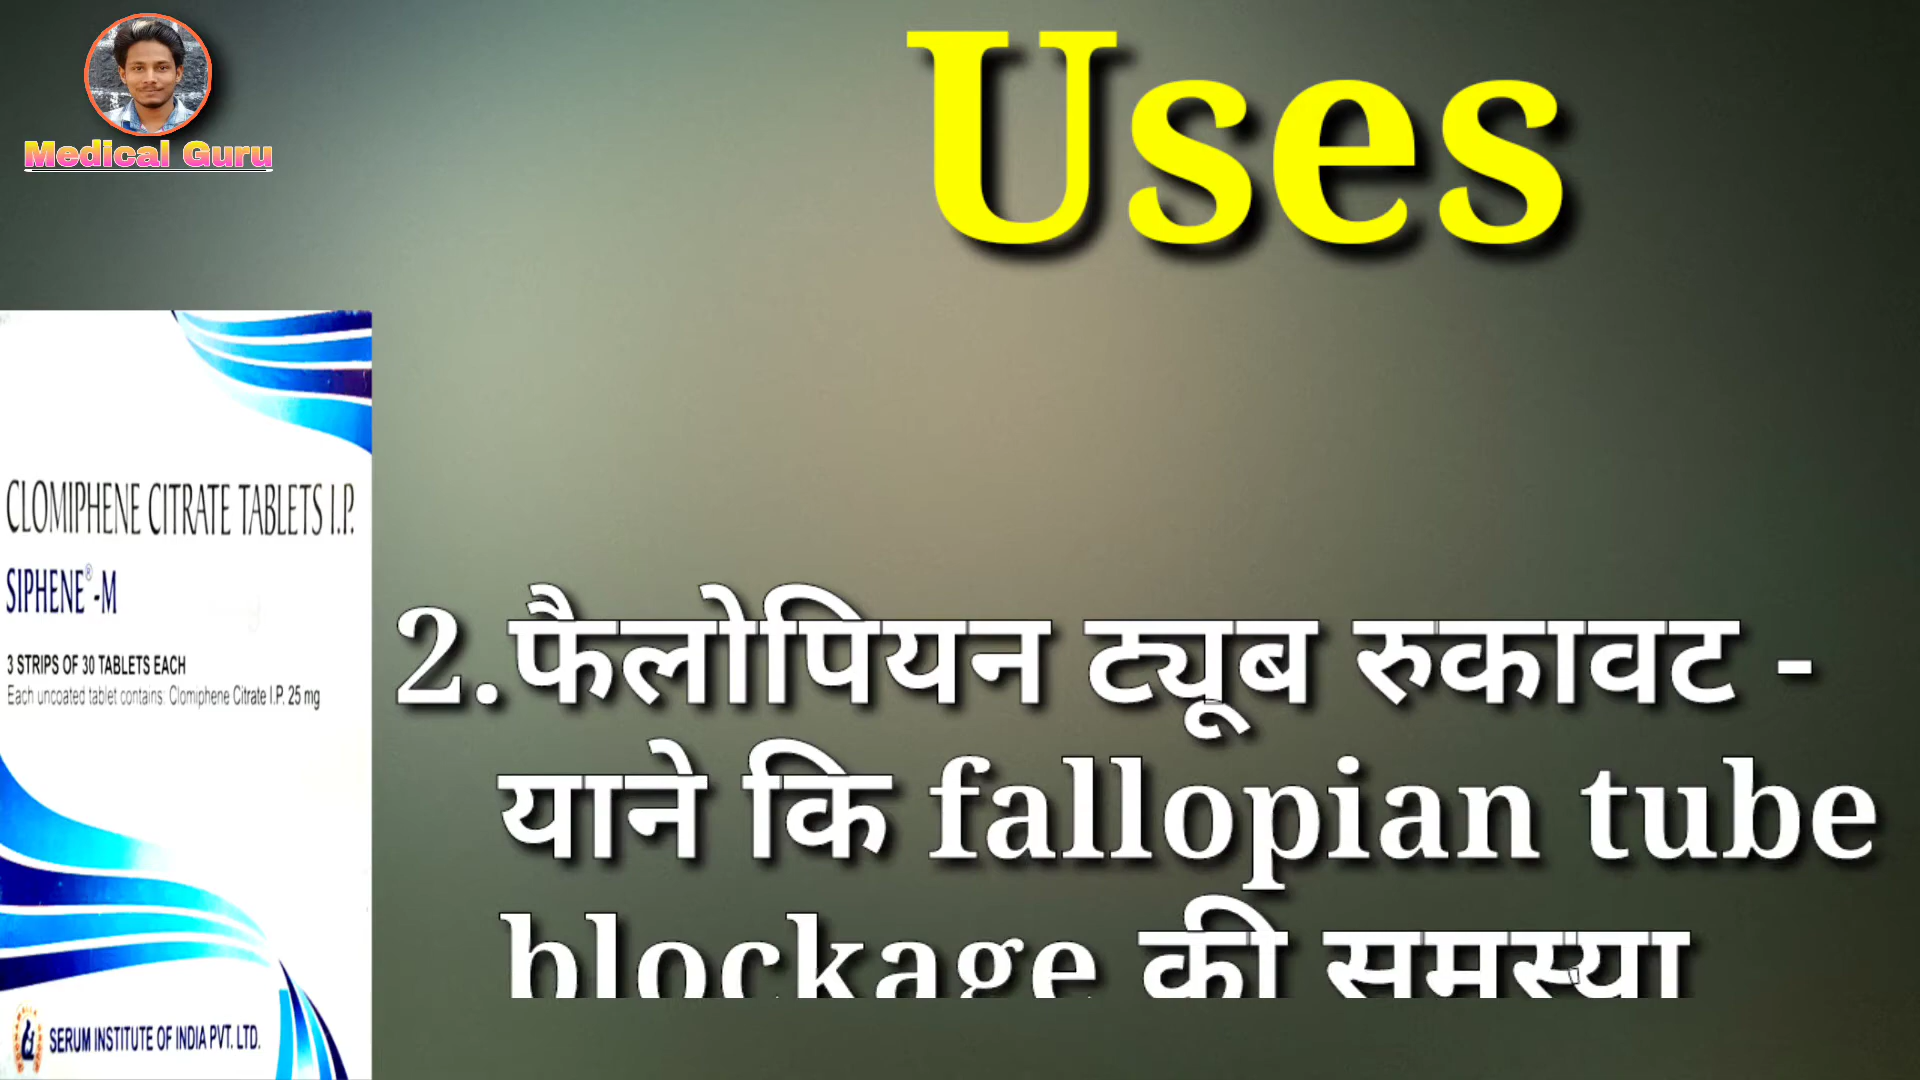 Medical Guru
Uses
CLOMIPHENE CITRATE TABLETS I.P.
SIPHENE®-M
3 STRIPS OF 30 TABLETS EACH
Each uncoated tablet contains: Clomiphene Citrate I.P. 25 mg
SERUM INSTITUTE OF INDIA PVT. LTD.
2.फैलोपियन ट्यूब रुकावट -
याने कि fallopian tube
blockage की समस्या